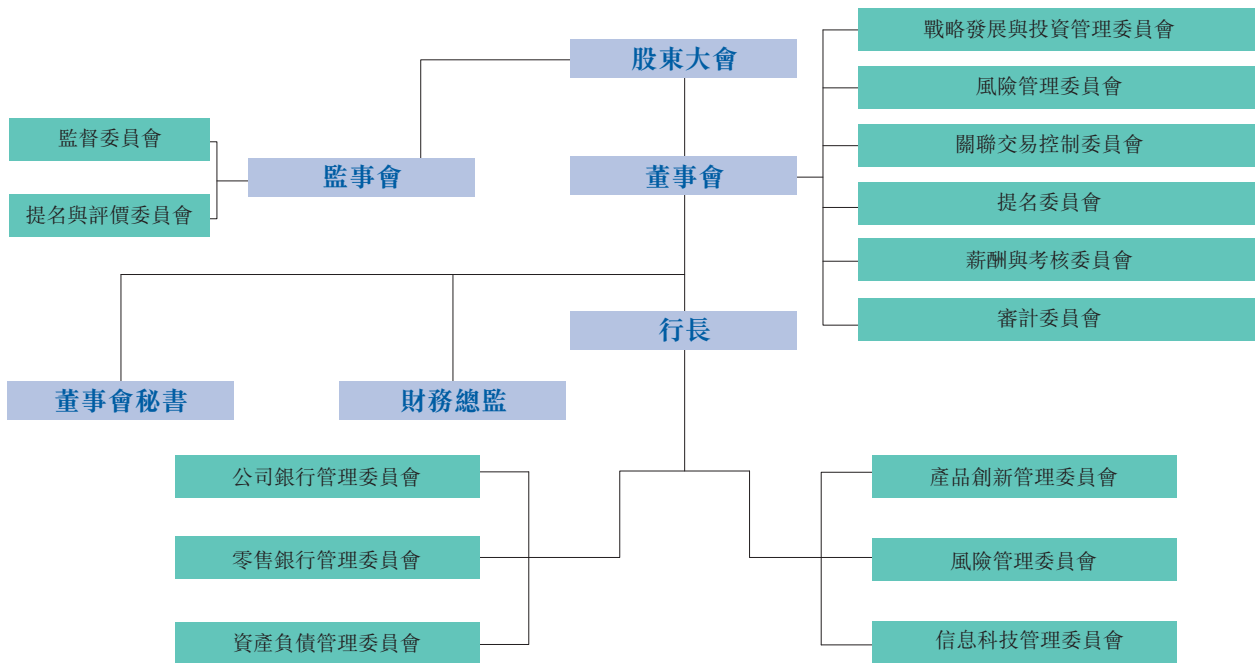 戰略發展與投資管理委員會
股東大會
風險管理委員會
監督委員會
關聯交易控制委員會
監事會
董事會
提名與評價委員會
提名委員會
薪酬與考核委員會
行長
審計委員會
董事會秘書
財務總監
公司銀行管理委員會
產品創新管理委員會
零售銀行管理委員會
風險管理委員會
資產負債管理委員會
信息科技管理委員會